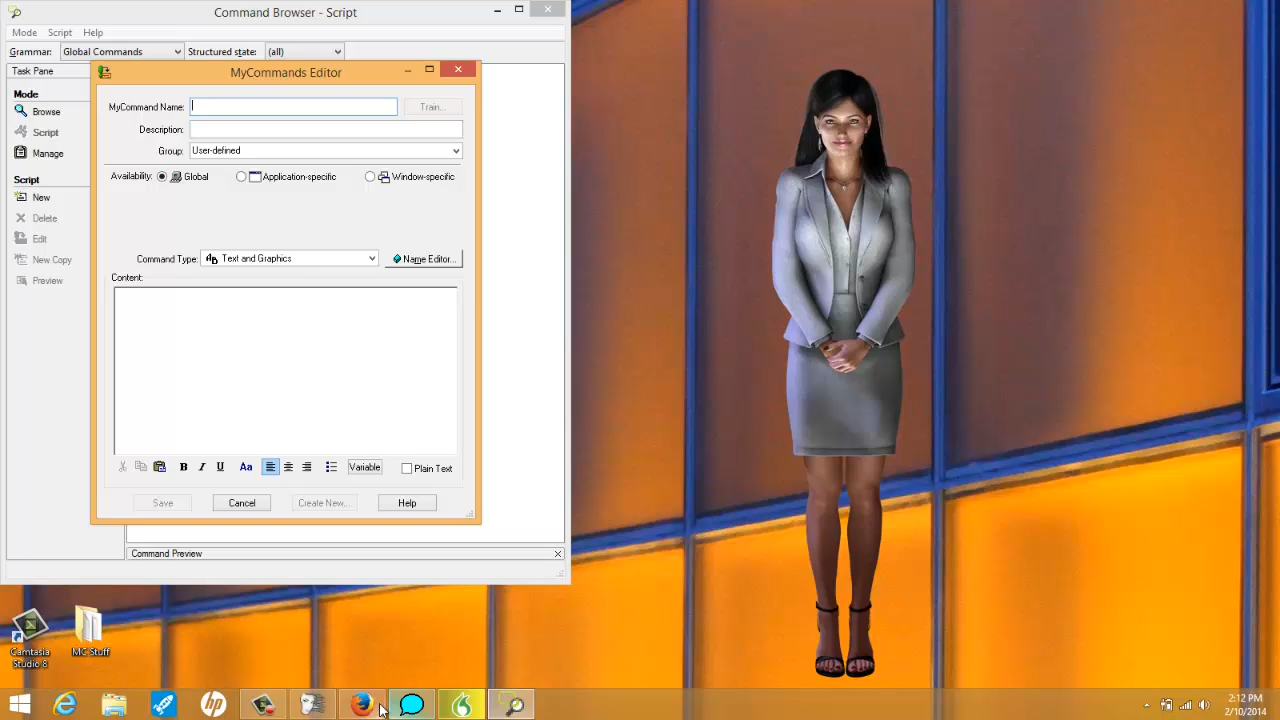 Command Browser - Script
Mode Script Help
Grammar: Global Commands Structured state: (all)
Task Pane
MyCommands Editor
Mode
Browse
Script
Manage
Script
New
Delete
Edit
New Copy
Preview
MyCommand Name: Train...
Description:
Group: User-defined
Availability: Global Application-specific Window-specific
Command Type: Text and Graphics Name Editor...
Content:
B I U Aa Variable Plain Text
Save Cancel Create New... Help
Command Preview
Camtasia
Studio 8
MC Stuff
hp
2:12 PM
2/10/2014